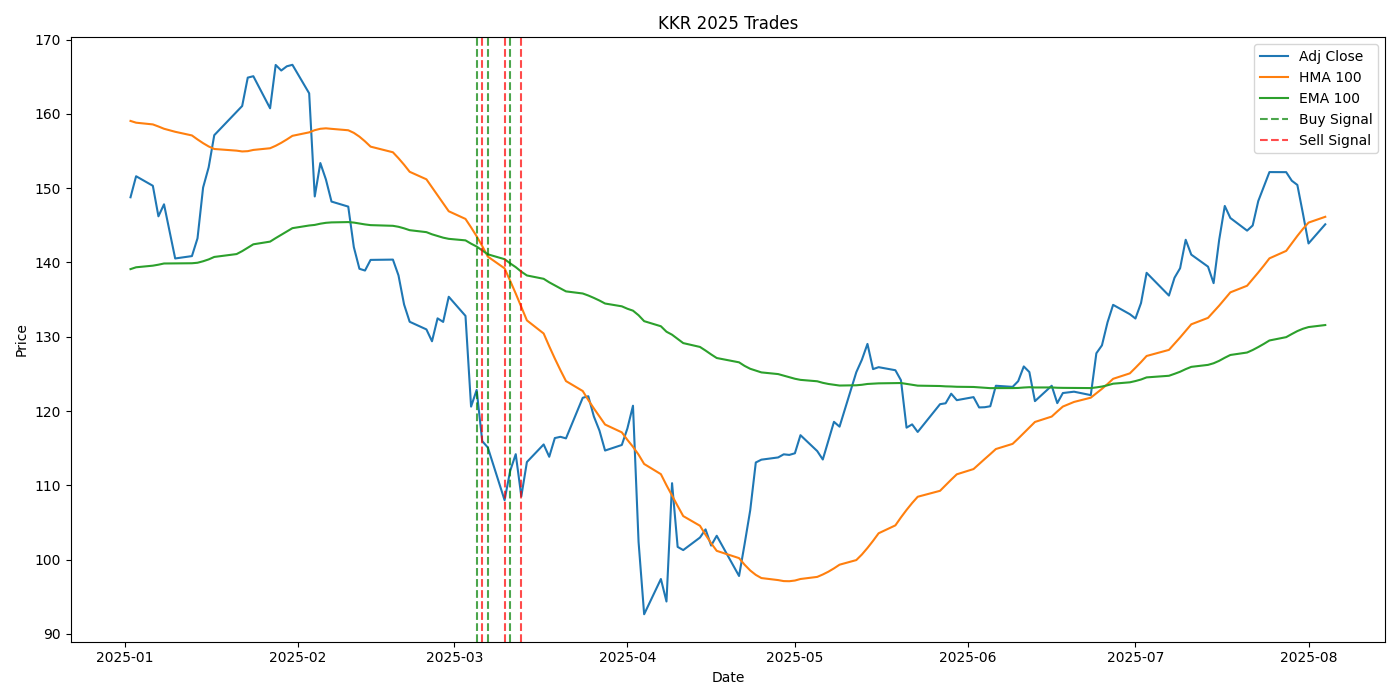 KKR 2025 Trades
170
160
150
140
130
120
110
100
90
Price
Adj Close
HMA 100
EMA 100
Buy Signal
Sell Signal
2025-01
2025-02
2025-03
2025-04
2025-05
2025-06
2025-07
2025-08
Date